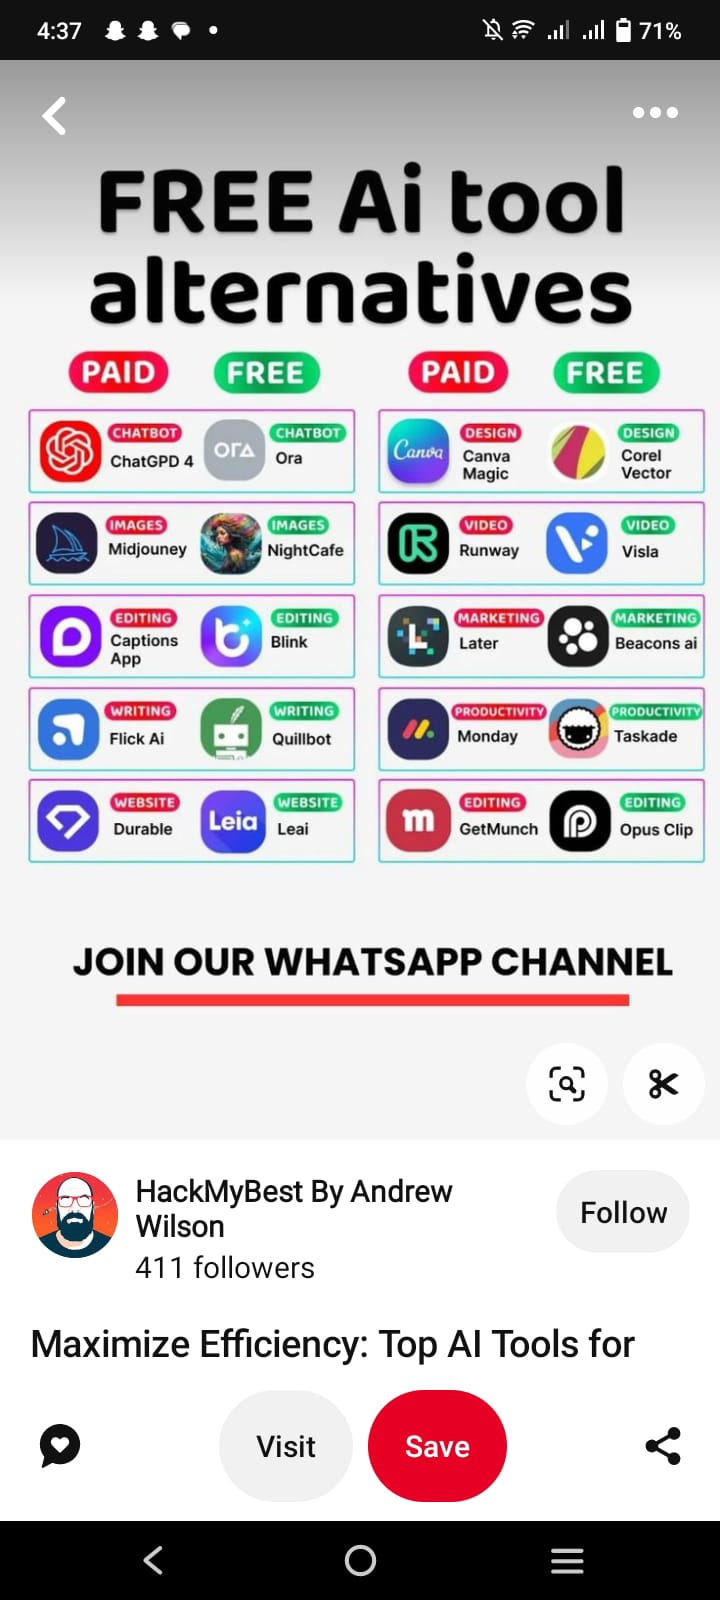 4:37
71%
FREE Ai tool
alternatives
PAID FREE
CHATBOT
ChatGPD 4
ORA
CHATBOT
Ora
IMAGES
Midjouney
IMAGES
NightCafe
EDITING
Captions
App
EDITING
Blink
WRITING
Flick Ai
WRITING
Quillbot
WEBSITE
Durable
Leia
WEBSITE
Leai
PAID FREE
Canva
DESIGN
Canva
Magic
DESIGN
Corel
Vector
VIDEO
Runway
VIDEO
Visla
MARKETING
Later
MARKETING
Beacons ai
PRODUCTIVITY
Monday
PRODUCTIVITY
Taskade
m
EDITING
GetMunch
EDITING
Opus Clip
JOIN OUR WHATSAPP CHANNEL
HackMyBest By Andrew
Wilson
411 followers
Follow
Maximize Efficiency: Top AI Tools for
Visit
Save